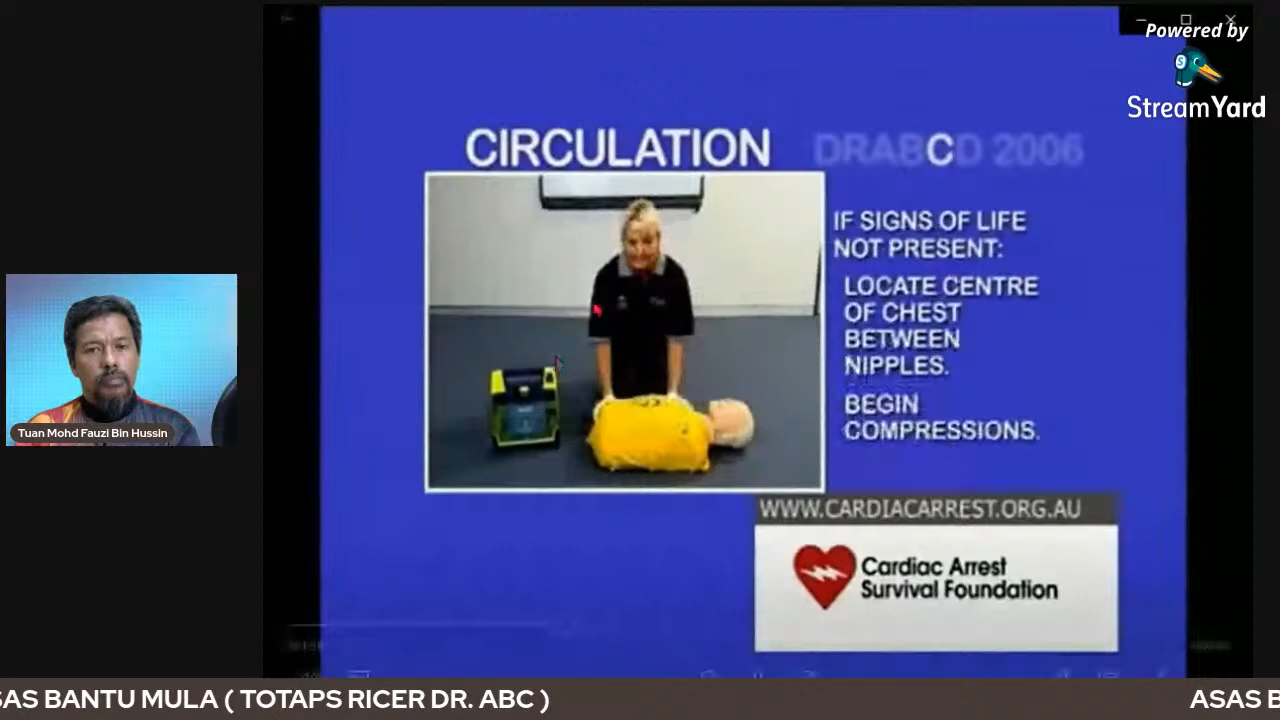 Powered by
StreamYard
CIRCULATION DRABCD 2006
IF SIGNS OF LIFE
NOT PRESENT:
LOCATE CENTRE
OF CHEST
BETWEEN
NIPPLES.
BEGIN
COMPRESSIONS.
WWW.CARDIACARREST.ORG.AU
Cardiac Arrest
Survival Foundation
Tuan Mohd Fauzi Bin Hussin
SAS BANTU MULA ( TOTAPS RICER DR. ABC ) ASAS B